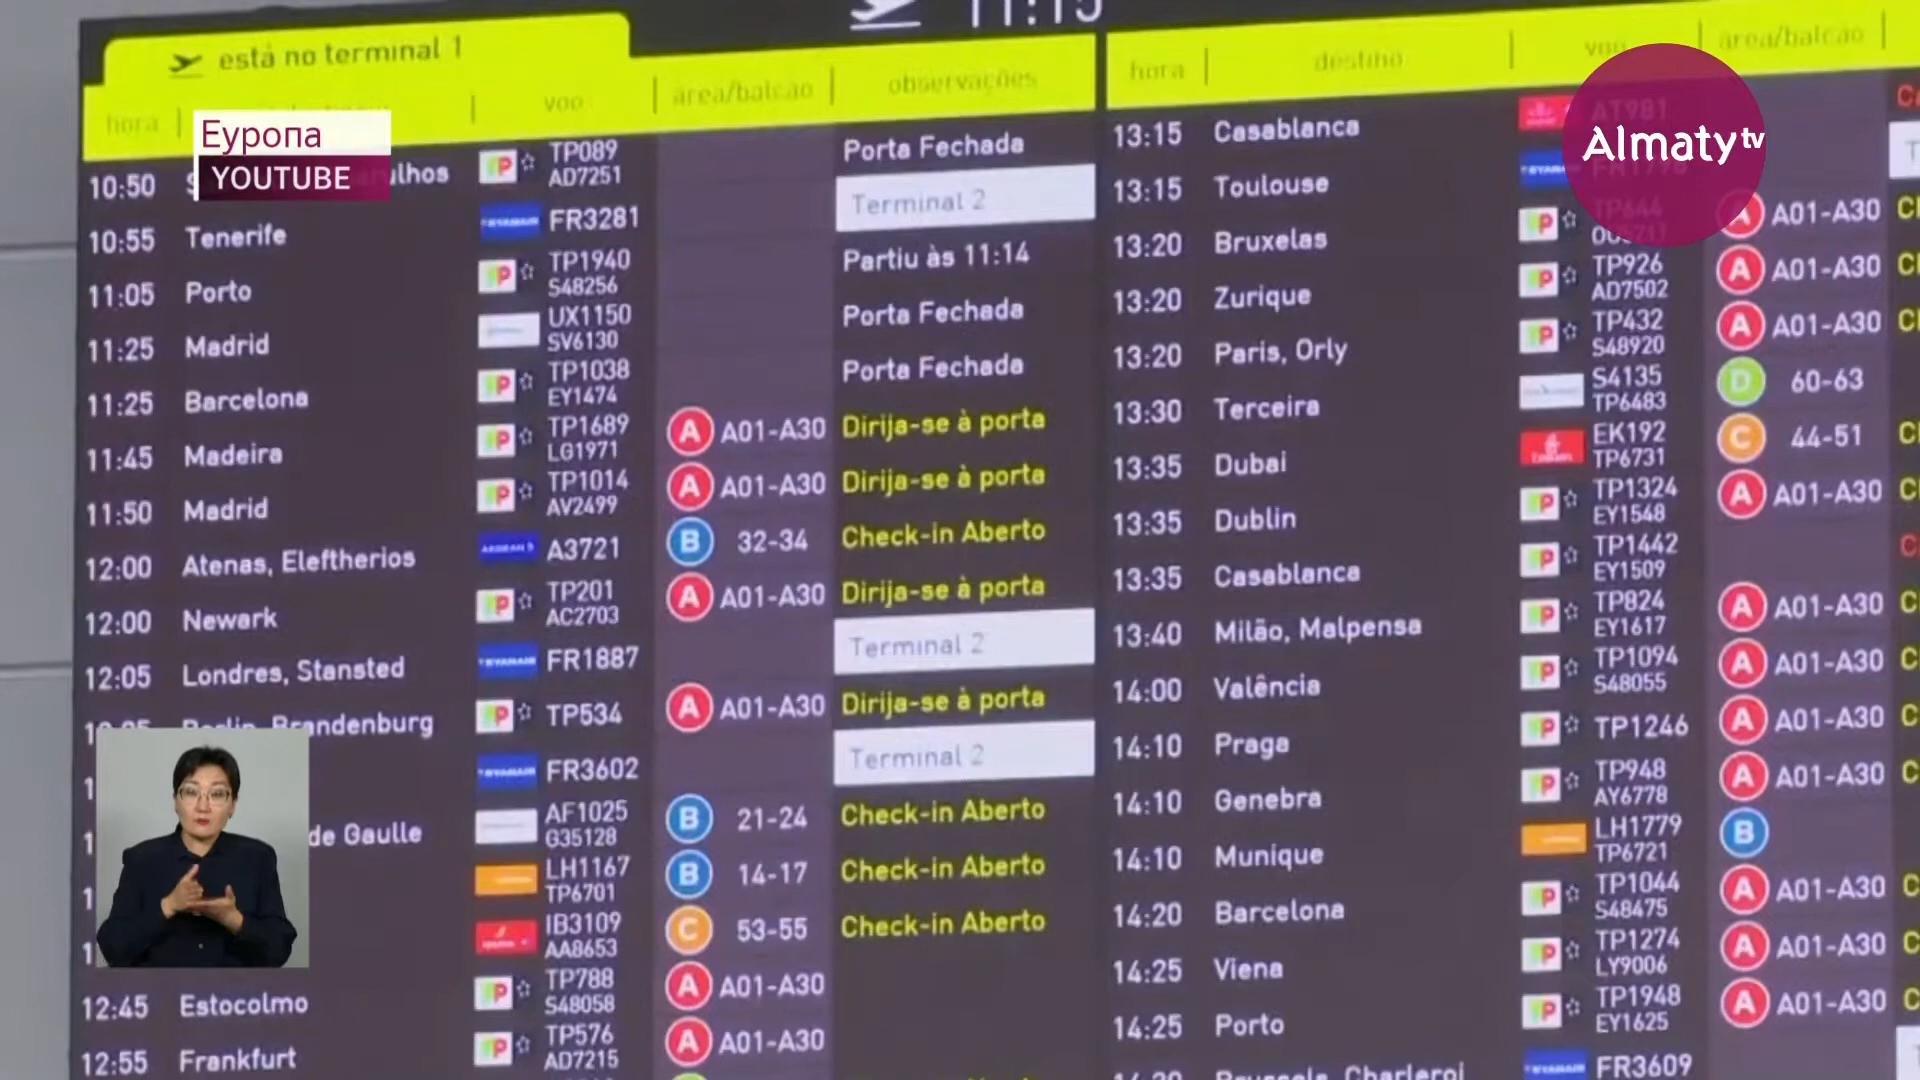 11:15
está no terminal 1
hora
voo
área/balcão
observações
hora
destino
voo
área/balcão
Европа
YOUTUBE
Almaty tv
10:50 ulhos TP089 AD7251 Porta Fechada
10:55 Tenerife FR3281 Terminal 2
11:05 Porto TP1940 S48256 Partiu às 11:14
11:25 Madrid UX1150 SV6130 Porta Fechada
11:25 Barcelona TP1038 EY1474 Porta Fechada
11:45 Madeira TP1689 LG1971 A A01-A30 Dirija-se à porta
11:50 Madrid TP1014 AV2499 A A01-A30 Dirija-se à porta
12:00 Atenas, Eleftherios A3721 B 32-34 Check-in Aberto
12:00 Newark TP201 AC2703 A A01-A30 Dirija-se à porta
12:05 Londres, Stansted FR1887 Terminal 2
Berlin, Brandenburg TP534 A A01-A30 Dirija-se à porta
FR3602 Terminal 2
de Gaulle AF1025 G35128 B 21-24 Check-in Aberto
LH1167 TP6701 B 14-17 Check-in Aberto
IB3109 AA8653 C 53-55 Check-in Aberto
12:45 Estocolmo TP788 S48058 A A01-A30
12:55 Frankfurt TP576 AD7215 A A01-A30
13:15 Casablanca AT981
13:15 Toulouse
13:20 Bruxelas TP644 A A01-A30
13:20 Zurique TP926 AD7502 A A01-A30
13:20 Paris, Orly TP432 S48920 A A01-A30
13:30 Terceira S4135 TP6483 D 60-63
13:35 Dubai EK192 TP6731 C 44-51
13:35 Dublin TP1324 EY1548 A A01-A30
13:35 Casablanca TP1442 EY1509
13:40 Milão, Malpensa TP824 EY1617 A A01-A30
14:00 Valência TP1094 S48055 A A01-A30
14:10 Praga TP1246 A A01-A30
14:10 Genebra TP948 AY6778 A A01-A30
14:10 Munique LH1779 TP6721 B
14:20 Barcelona TP1044 S48475 A A01-A30
14:25 Viena TP1274 LY9006 A A01-A30
14:25 Porto TP1948 EY1625 A A01-A30
Brussels, Charleroi FR3609